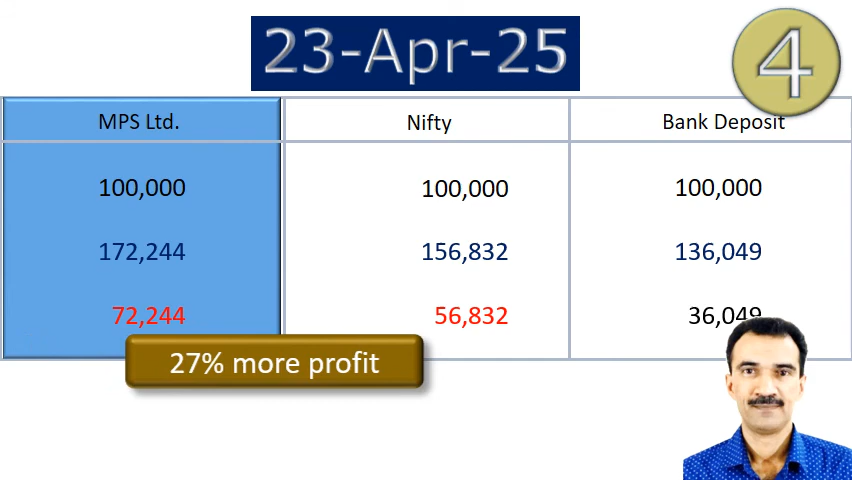 23-Apr-25
4
MPS Ltd. Nifty Bank Deposit
100,000 100,000 100,000
172,244 156,832 136,049
72,244 56,832 36,049
27% more profit